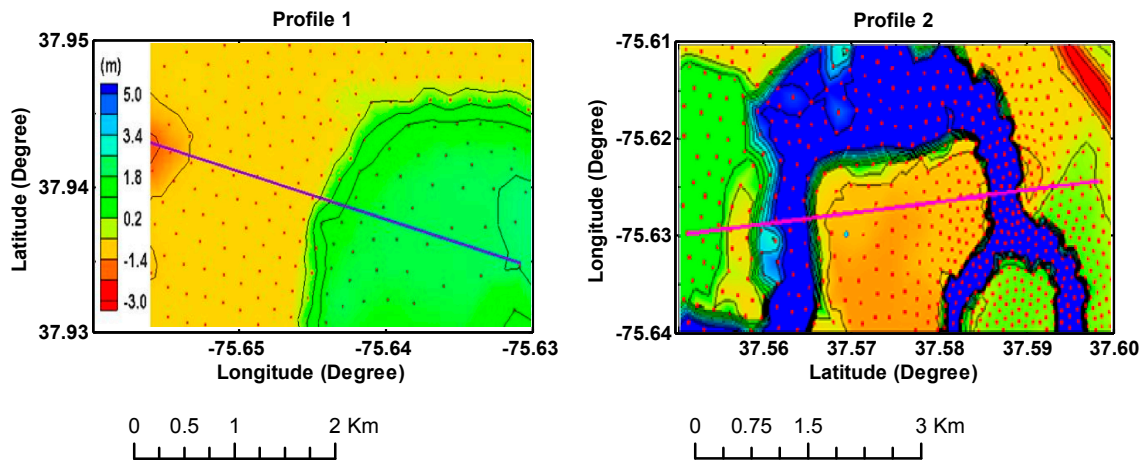 Profile 1
37.95
37.94
37.93
Latitude (Degree)
(m)
5.0
3.4
1.8
0.2
-1.4
-3.0
-75.65 -75.64 -75.63
Longitude (Degree)
0 0.5 1 2 Km
Profile 2
-75.61
-75.62
-75.63
-75.64
Longitude (Degree)
37.56 37.57 37.58 37.59 37.60
Latitude (Degree)
0 0.75 1.5 3 Km